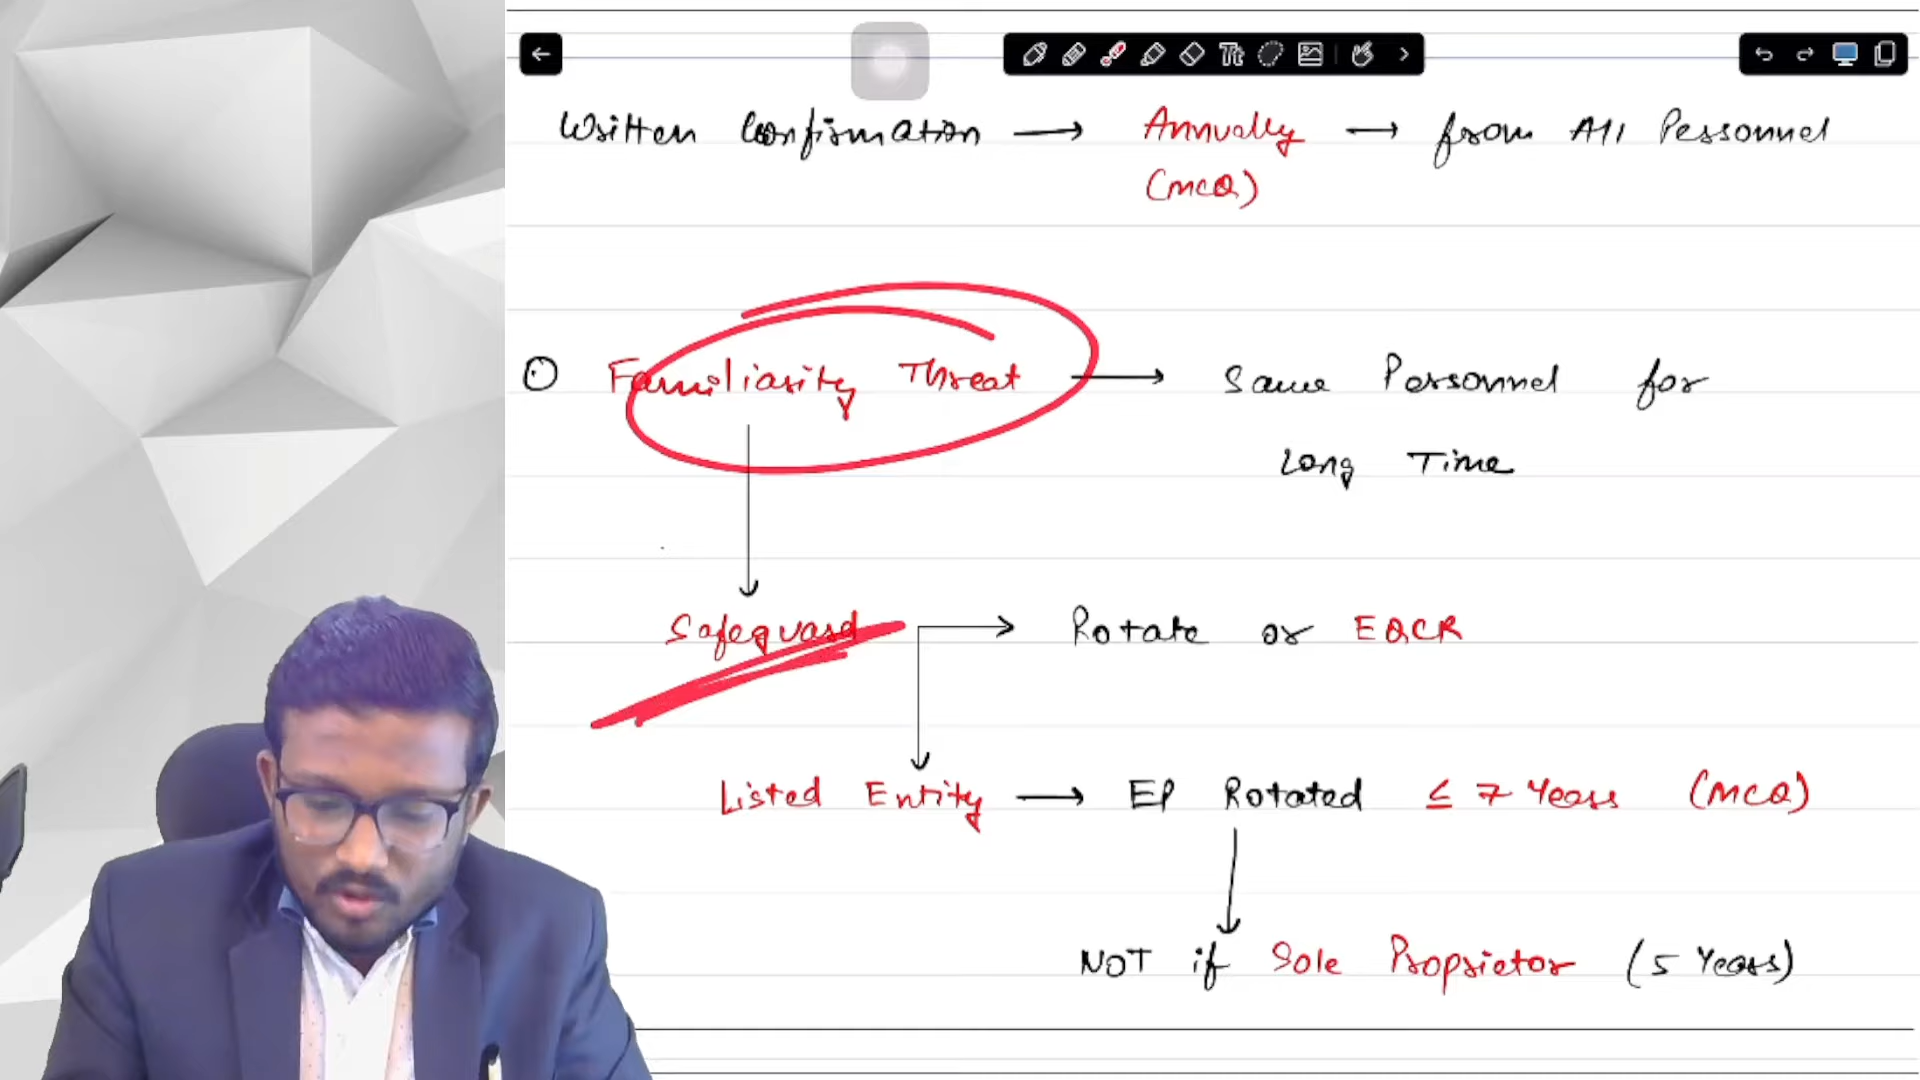 Written Confirmation → Annually → from All Personnel
(MCQ)
Familiarity Threat → Same Personnel for
Long Time
Safeguard → Rotate or EQCR
Listed Entity → EP Rotated ≤ 7 Years (MCQ)
NOT if Sole Proprietor (5 Years)